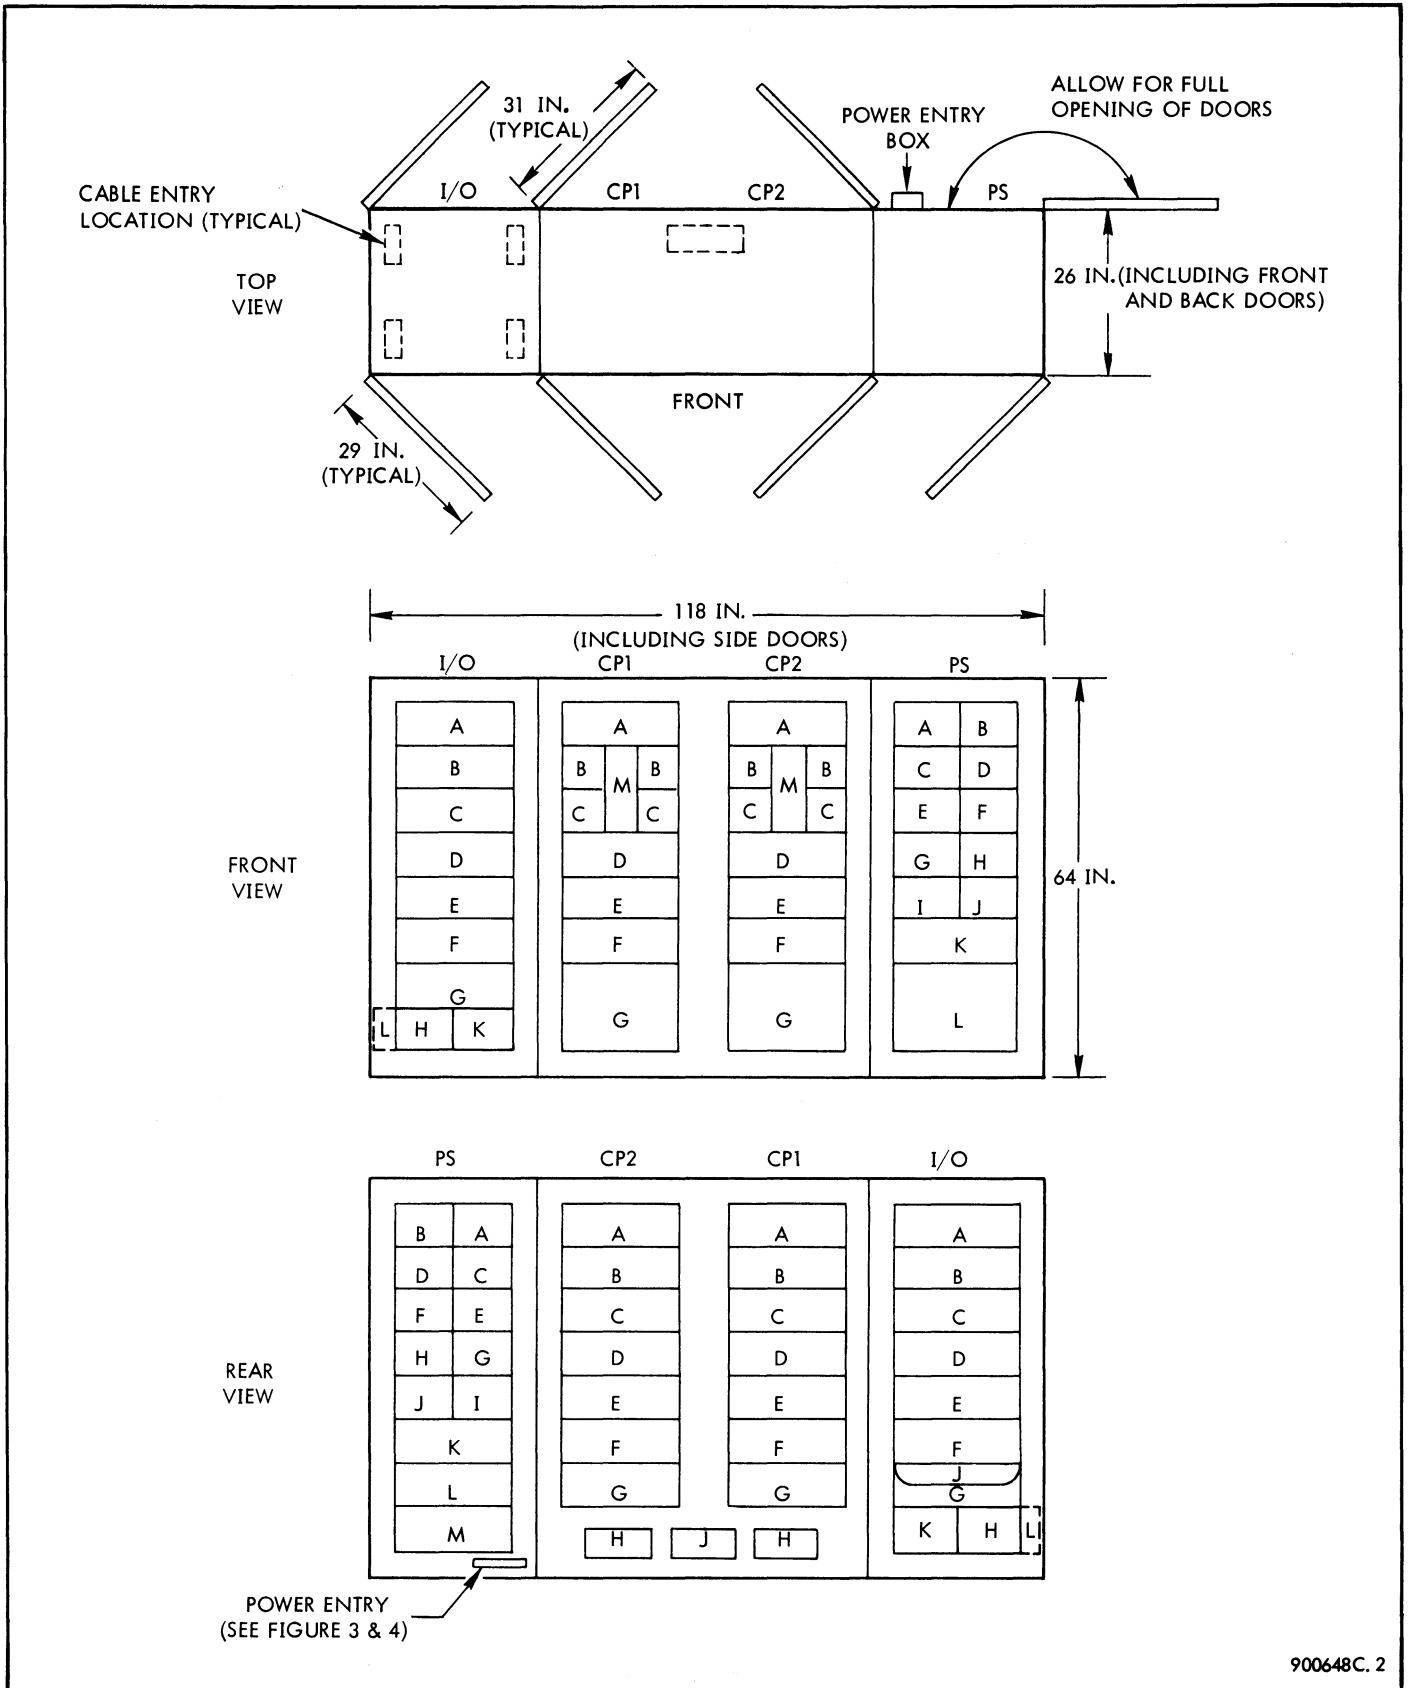 31 IN.
(TYPICAL)
ALLOW FOR FULL
OPENING OF DOORS
POWER ENTRY
BOX
CABLE ENTRY
LOCATION (TYPICAL)
I/O
CP1
CP2
PS
TOP
VIEW
26 IN. (INCLUDING FRONT
AND BACK DOORS)
FRONT
29 IN.
(TYPICAL)
118 IN.
(INCLUDING SIDE DOORS)
I/O CP1 CP2 PS
FRONT
VIEW
A A A A B
B B M B B M B C D
C C C C C E F
D D D G H
E E E I J
F F F K
G G G L
L H K
64 IN.
PS CP2 CP1 I/O
REAR
VIEW
B A A A A
D C B B B
F E C C C
H G D D D
J I E E E
K F F F
J
L G G G
M H J H K H L
POWER ENTRY
(SEE FIGURE 3 & 4)
900648C. 2